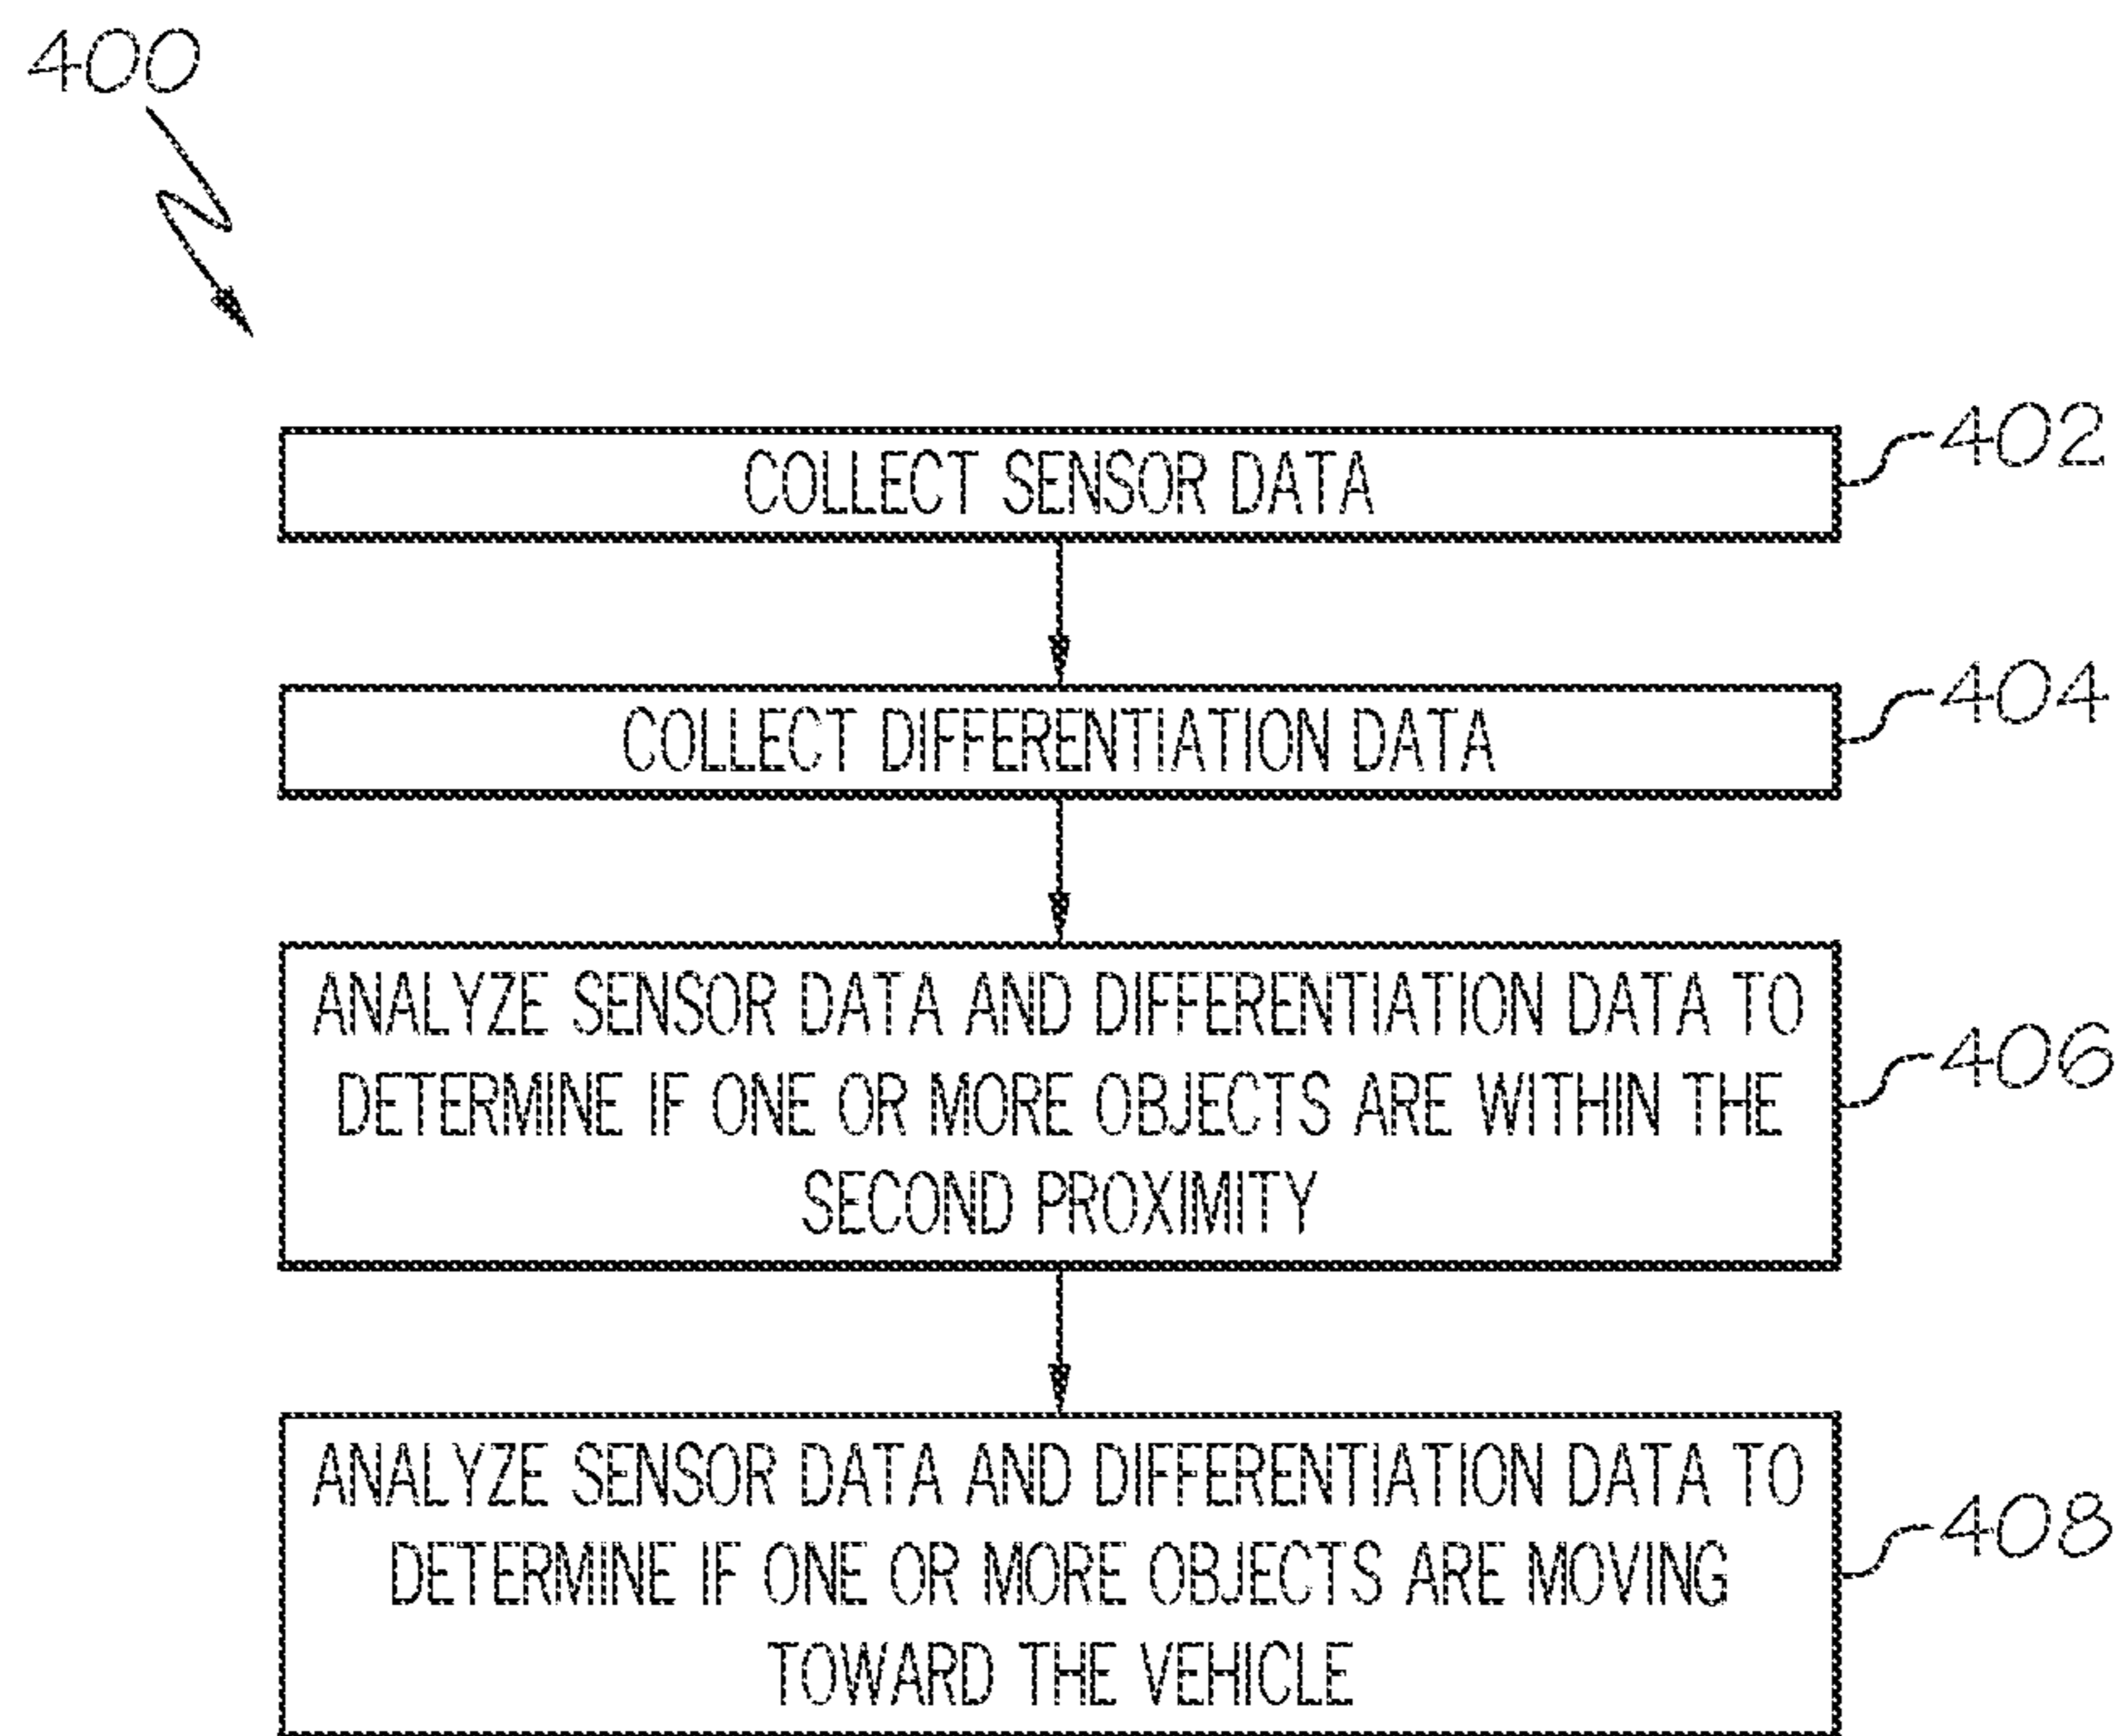 400
COLLECT SENSOR DATA
402
COLLECT DIFFERENTIATION DATA
404
ANALYZE SENSOR DATA AND DIFFERENTIATION DATA TO
DETERMINE IF ONE OR MORE OBJECTS ARE WITHIN THE
SECOND PROXIMITY
406
ANALYZE SENSOR DATA AND DIFFERENTIATION DATA TO
DETERMINE IF ONE OR MORE OBJECTS ARE MOVING
TOWARD THE VEHICLE
408